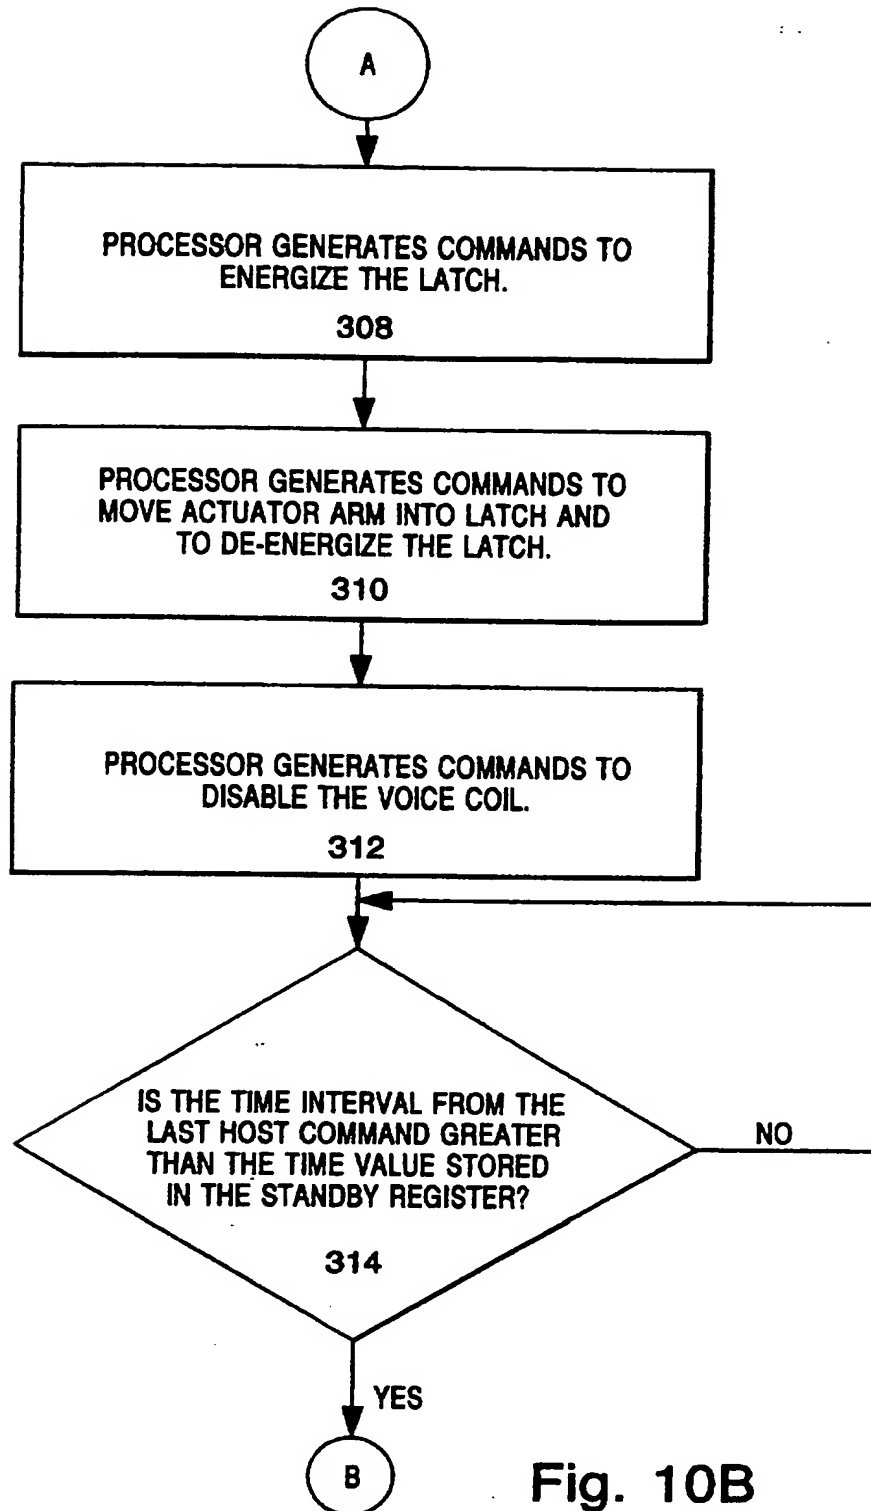 A
PROCESSOR GENERATES COMMANDS TO
ENERGIZE THE LATCH.
308
PROCESSOR GENERATES COMMANDS TO
MOVE ACTUATOR ARM INTO LATCH AND
TO DE-ENERGIZE THE LATCH.
310
PROCESSOR GENERATES COMMANDS TO
DISABLE THE VOICE COIL.
312
IS THE TIME INTERVAL FROM THE
LAST HOST COMMAND GREATER
THAN THE TIME VALUE STORED
IN THE STANDBY REGISTER?
314
NO
YES
B
Fig. 10B